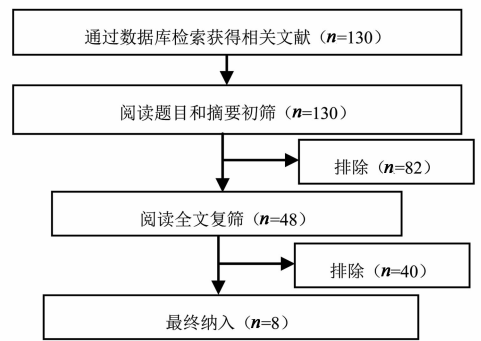 通过数据库检索获得相关文献（n=130）
阅读题目和摘要初筛（n=130）
排除（n=82）
阅读全文复筛（n=48）
排除（n=40）
最终纳入（n=8）